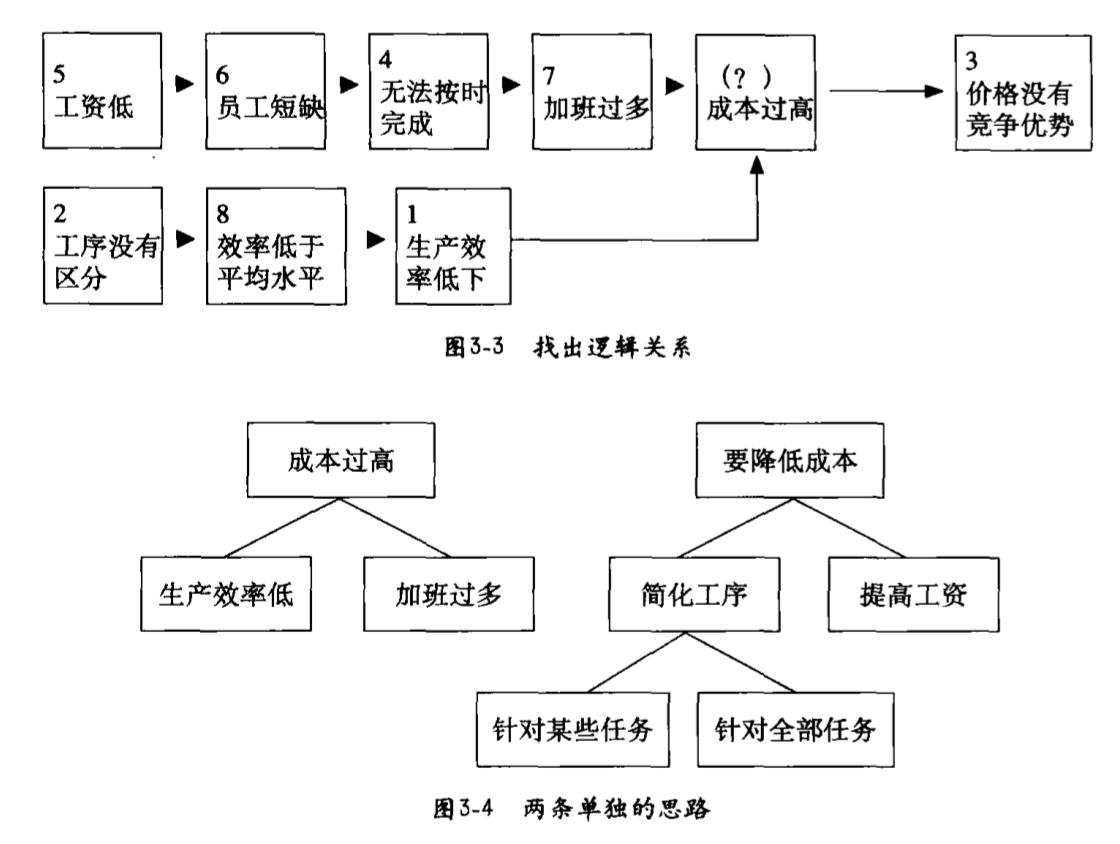 5
工资低
6
员工短缺
4
无法按时
完成
7
加班过多
(?)
成本过高
3
价格没有
竞争优势
2
工序没有
区分
8
效率低于
平均水平
1
生产效
率低下
图3-3 找出逻辑关系
成本过高
要降低成本
生产效率低
加班过多
简化工序
提高工资
针对某些任务
针对全部任务
图3-4 两条单独的思路